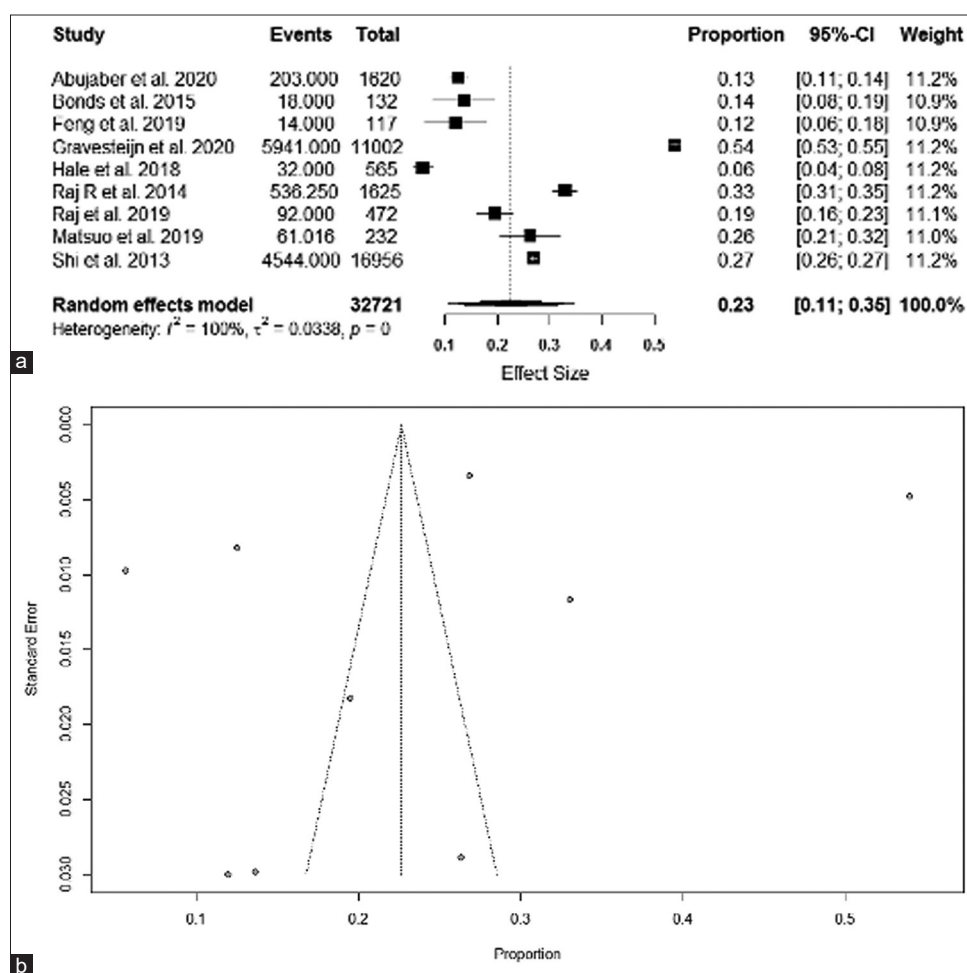 Study Events Total Proportion 95%-CI Weight
Abujaber et al. 2020 203.000 1620 0.13 [0.11; 0.14] 11.2%
Bonds et al. 2015 18.000 132 0.14 [0.08; 0.19] 10.9%
Feng et al. 2019 14.000 117 0.12 [0.06; 0.18] 10.9%
Gravesteijn et al. 2020 5941.000 11002 0.54 [0.53; 0.55] 11.2%
Hale et al. 2018 32.000 565 0.06 [0.04; 0.08] 11.2%
Raj R et al. 2014 536.250 1625 0.33 [0.31; 0.35] 11.2%
Raj et al. 2019 92.000 472 0.19 [0.16; 0.23] 11.1%
Matsuo et al. 2019 61.016 232 0.26 [0.21; 0.32] 11.0%
Shi et al. 2013 4544.000 16956 0.27 [0.26; 0.27] 11.2%
Random effects model 32721 0.23 [0.11; 0.35] 100.0%
Heterogeneity: I² = 100%, τ² = 0.0338, p = 0
0.1 0.2 0.3 0.4 0.5
Effect Size
a
0.000
0.005
0.010
0.015
0.020
0.025
0.030
Standard Error
0.1 0.2 0.3 0.4 0.5
Proportion
b